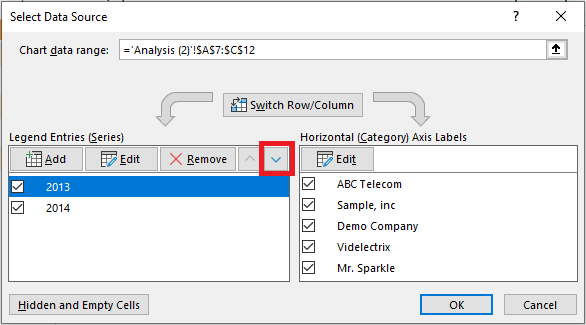 Select Data Source
Chart data range: ='Analysis (2)'!$A$7:$C$12
Switch Row/Column
Legend Entries (Series)
Add Edit Remove
2013
2014
Horizontal (Category) Axis Labels
Edit
ABC Telecom
Sample, inc
Demo Company
Videlectrix
Mr. Sparkle
Hidden and Empty Cells
OK Cancel